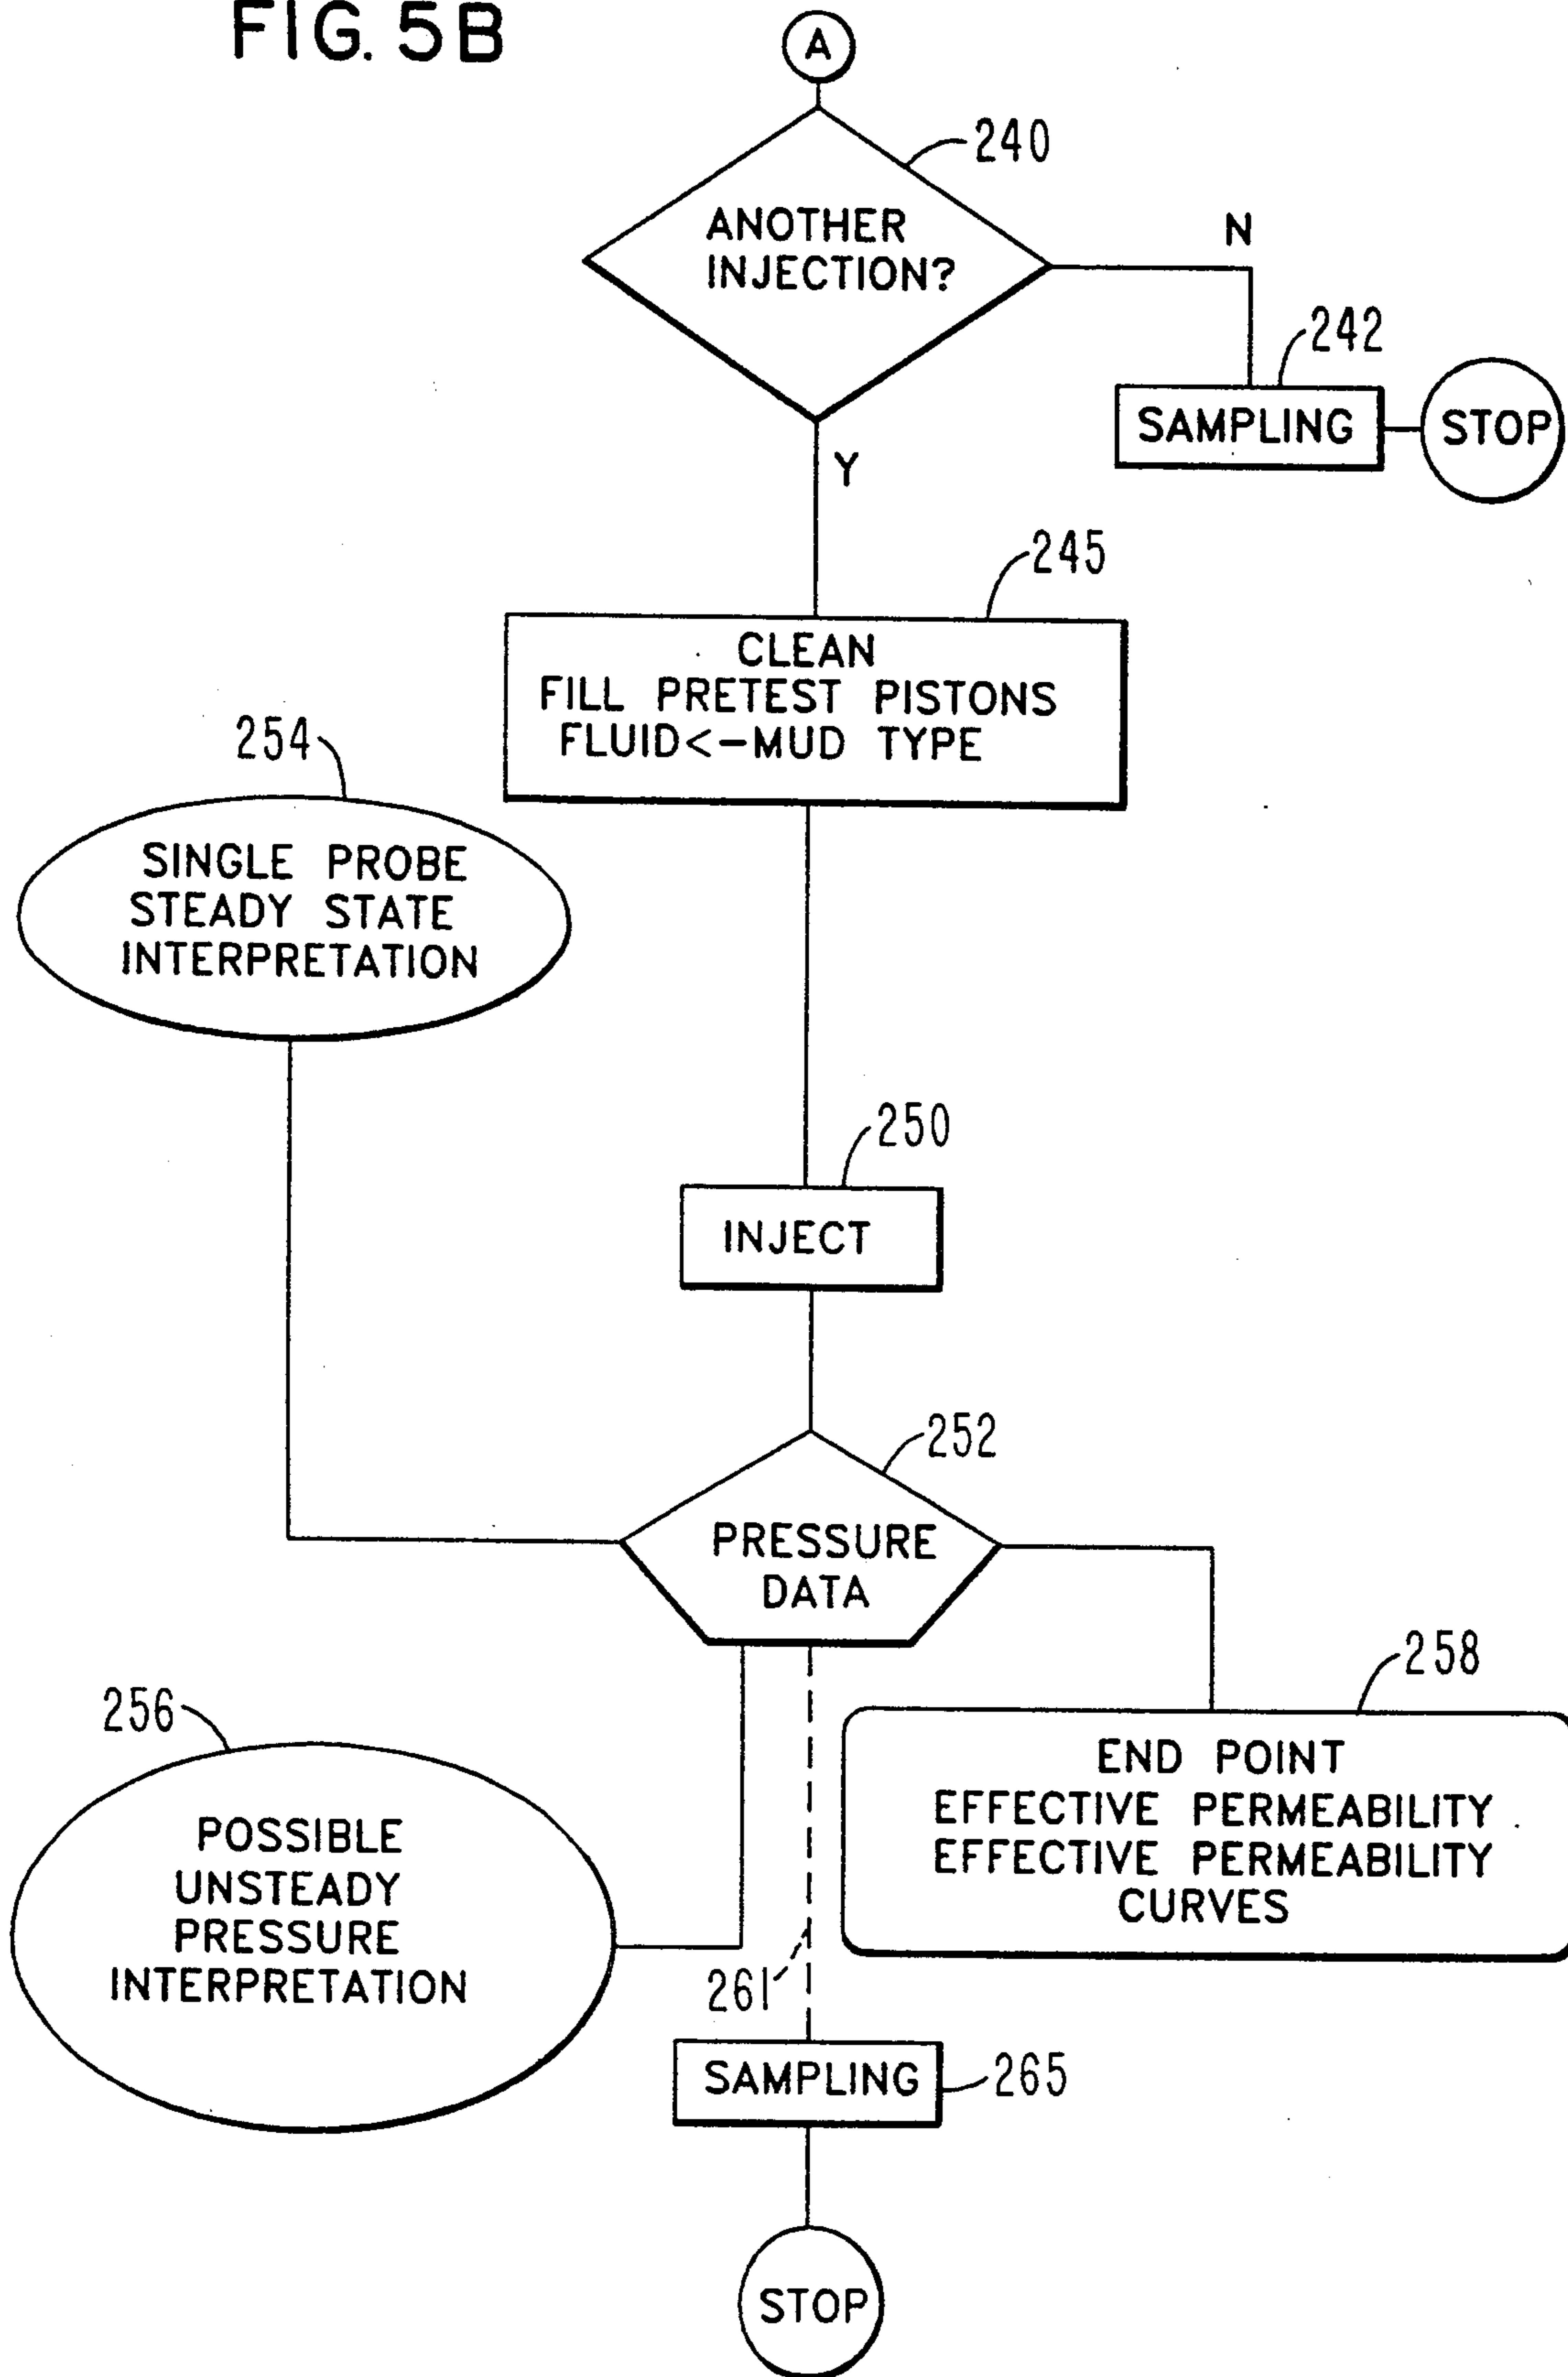 FIG. 5B
A
240
ANOTHER
INJECTION?
N
242
SAMPLING
STOP
Y
245
CLEAN
FILL PRETEST PISTONS
FLUID<-MUD TYPE
254
SINGLE PROBE
STEADY STATE
INTERPRETATION
250
INJECT
252
PRESSURE
DATA
258
END POINT
EFFECTIVE PERMEABILITY
EFFECTIVE PERMEABILITY
CURVES
256
POSSIBLE
UNSTEADY
PRESSURE
INTERPRETATION
261
SAMPLING
265
STOP